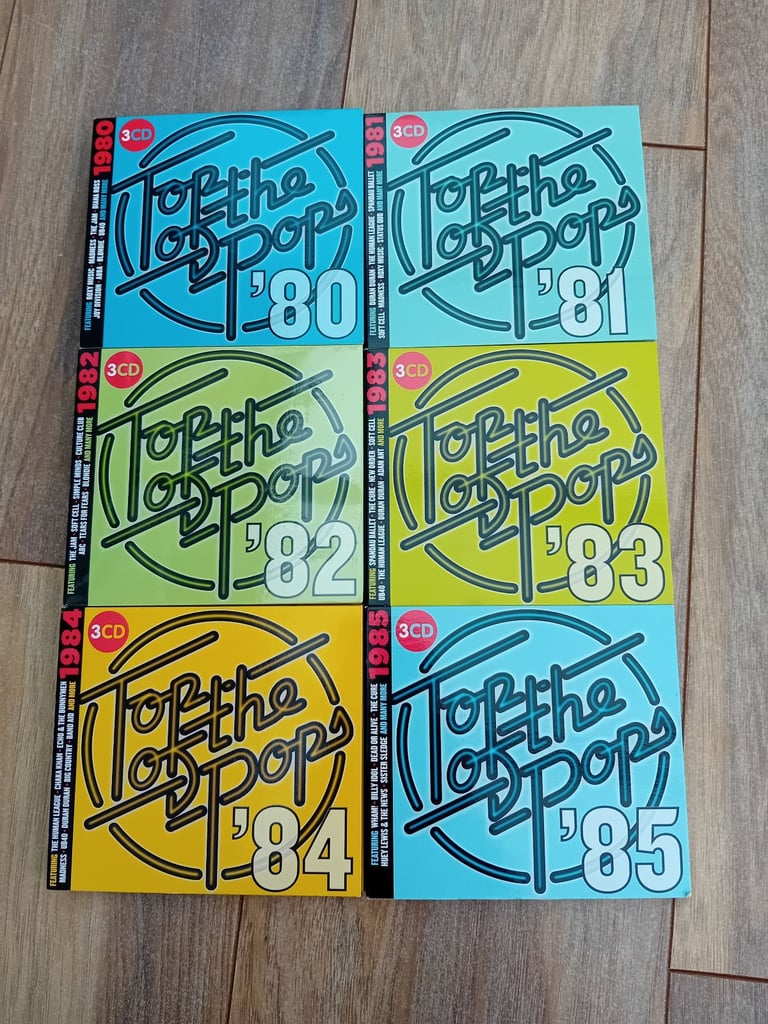 1980
FEATURING ROXY MUSIC · MADNESS · THE JAM · DIANA ROSS
JOY DIVISION · ABBA · BLONDIE · UB40 AND MANY MORE
3CD
Top of the Pops
'80
1981
FEATURING DURAN DURAN · THE HUMAN LEAGUE · SPANDAU BALLET
SOFT CELL · MADNESS · ROXY MUSIC · STATUS QUO AND MANY MORE
3CD
Top of the Pops
'81
1982
FEATURING THE JAM · SOFT CELL · SIMPLE MINDS · CULTURE CLUB
ABC · TEARS FOR FEARS · BLONDIE AND MANY MORE
3CD
Top of the Pops
'82
1983
FEATURING SPANDAU BALLET · THE CURE · NEW ORDER · SOFT CELL
UB40 · THE HUMAN LEAGUE · DURAN DURAN · ADAM ANT AND MORE
3CD
Top of the Pops
'83
1984
FEATURING THE HUMAN LEAGUE · CHAKA KHAN · ECHO & THE BUNNYMEN
MADNESS · UB40 · DURAN DURAN · BIG COUNTRY · BAND AID AND MORE
3CD
Top of the Pops
'84
1985
FEATURING WHAM! · BILLY IDOL · DEAD OR ALIVE · THE CURE
HUEY LEWIS & THE NEWS · SISTER SLEDGE AND MANY MORE
3CD
Top of the Pops
'85